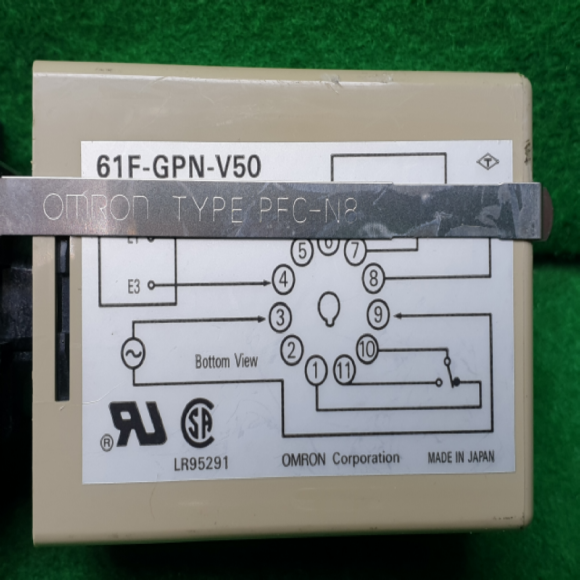 61F-GPN-V50
T
OMRON TYPE PFC-N8
5 6 7
E3 4 8
3 9
2 10
1 11
Bottom View
R
LR95291 OMRON Corporation MADE IN JAPAN